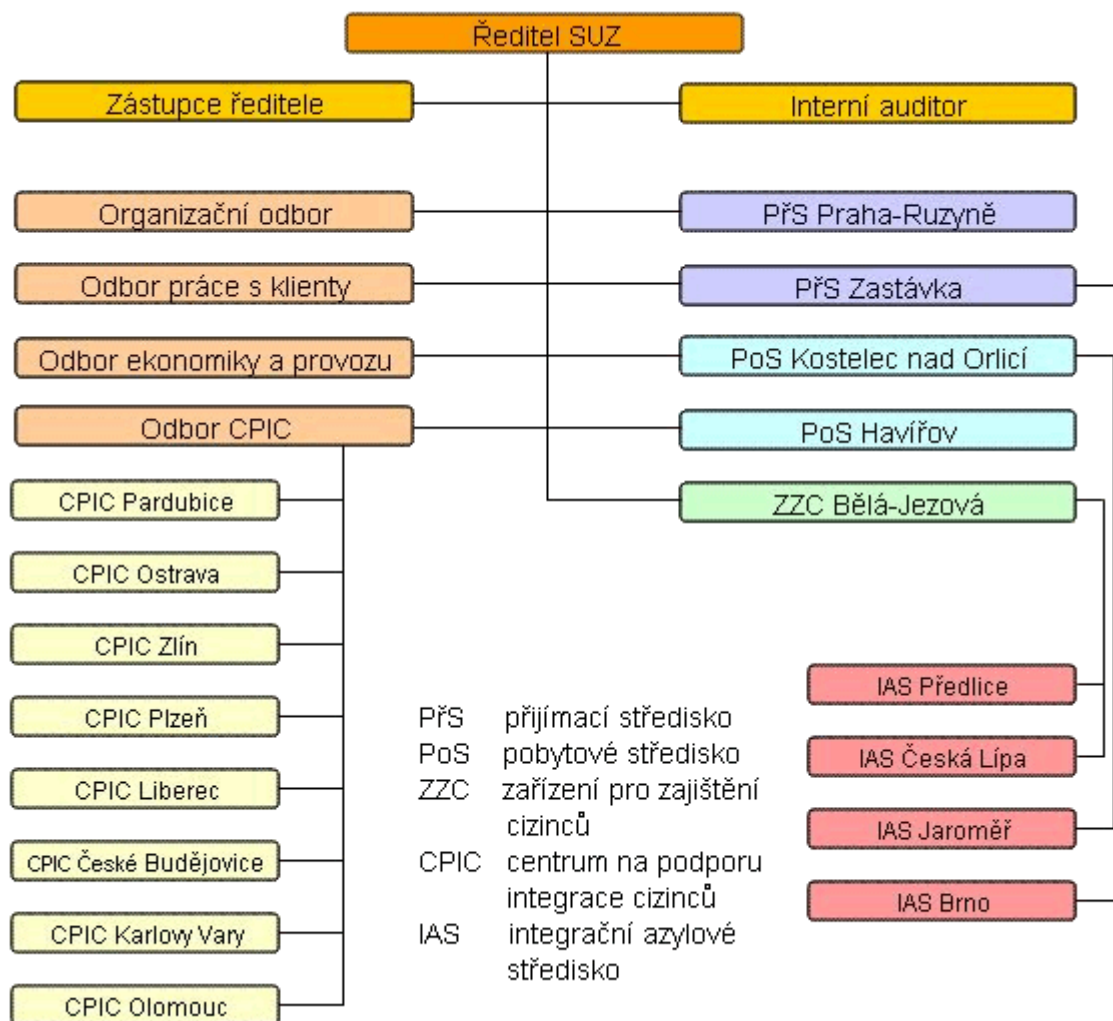 Ředitel SUZ
Zástupce ředitele
Interní auditor
Organizační odbor
PřS Praha-Ruzyně
Odbor práce s klienty
PřS Zastávka
Odbor ekonomiky a provozu
PoS Kostelec nad Orlicí
Odbor CPIC
PoS Havířov
CPIC Pardubice
ZZC Bělá-Jezová
CPIC Ostrava
CPIC Zlín
CPIC Plzeň
CPIC Liberec
CPIC České Budějovice
CPIC Karlovy Vary
CPIC Olomouc
PřS přijímací středisko
PoS pobytové středisko
ZZC zařízení pro zajištění
cizinců
CPIC centrum na podporu
integrace cizinců
IAS integrační azylové
středisko
IAS Předlice
IAS Česká Lípa
IAS Jaroměř
IAS Brno